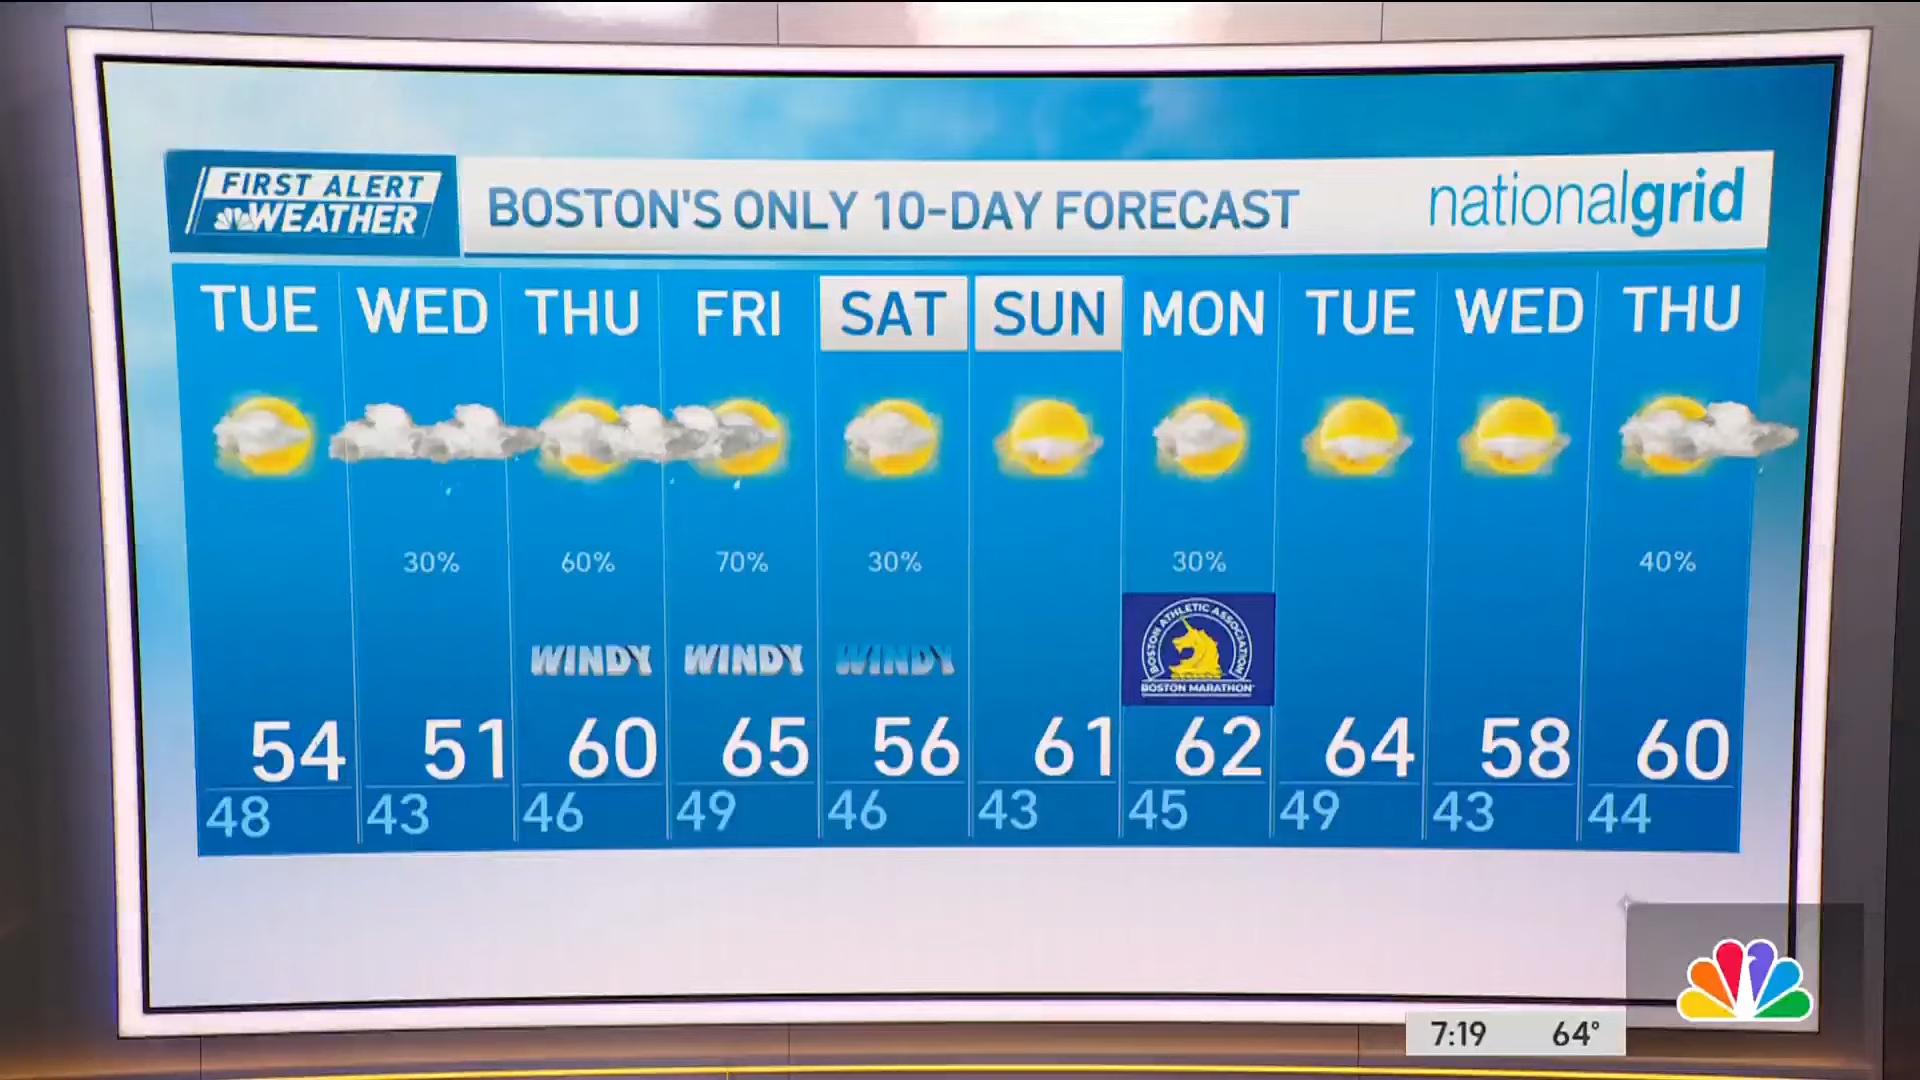 FIRST ALERT
WEATHER
BOSTON'S ONLY 10-DAY FORECAST
nationalgrid
TUE WED THU FRI SAT SUN MON TUE WED THU
30% 60% 70% 30% 30% 40%
BOSTON ATHLETIC ASSOCIATION
WINDY WINDY WINDY
BOSTON MARATHON
54 51 60 65 56 61 62 64 58 60
48 43 46 49 46 43 45 49 43 44
7:19 64°